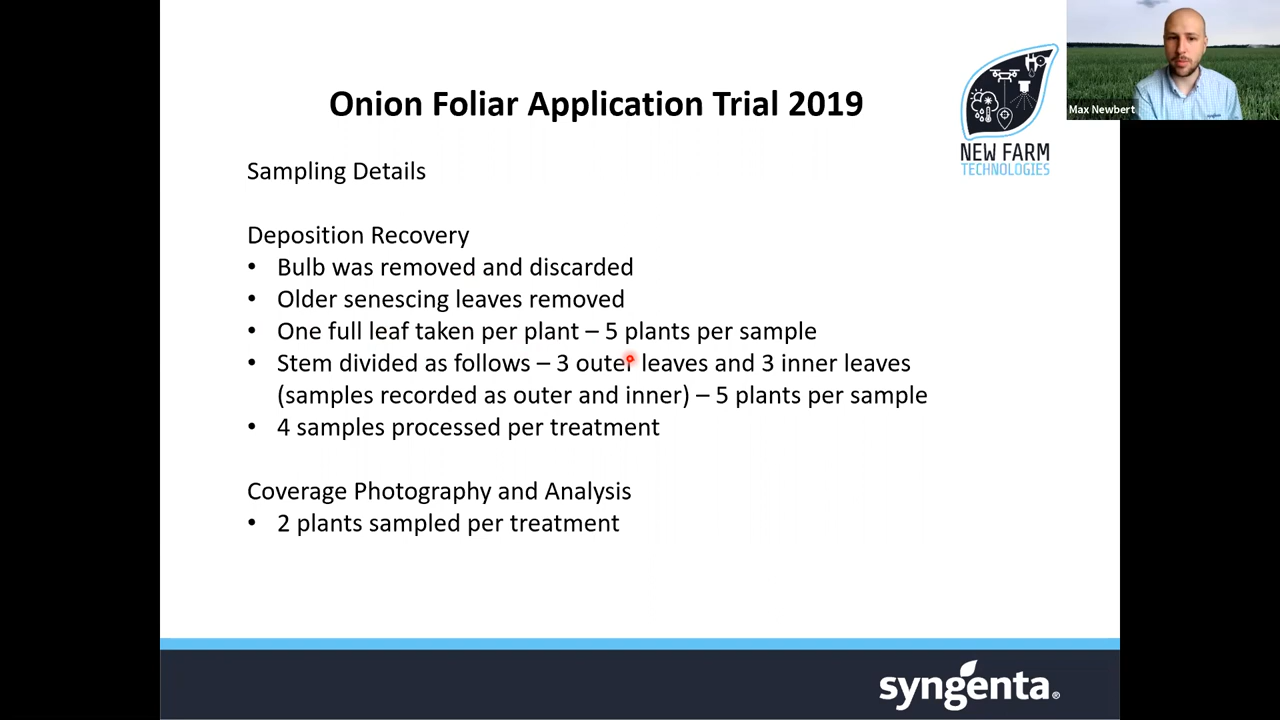 Onion Foliar Application Trial 2019
NEW FARM
TECHNOLOGIES
Max Newbert
Sampling Details
Deposition Recovery
• Bulb was removed and discarded
• Older senescing leaves removed
• One full leaf taken per plant – 5 plants per sample
• Stem divided as follows – 3 outer leaves and 3 inner leaves
(samples recorded as outer and inner) – 5 plants per sample
• 4 samples processed per treatment
Coverage Photography and Analysis
• 2 plants sampled per treatment
syngenta®